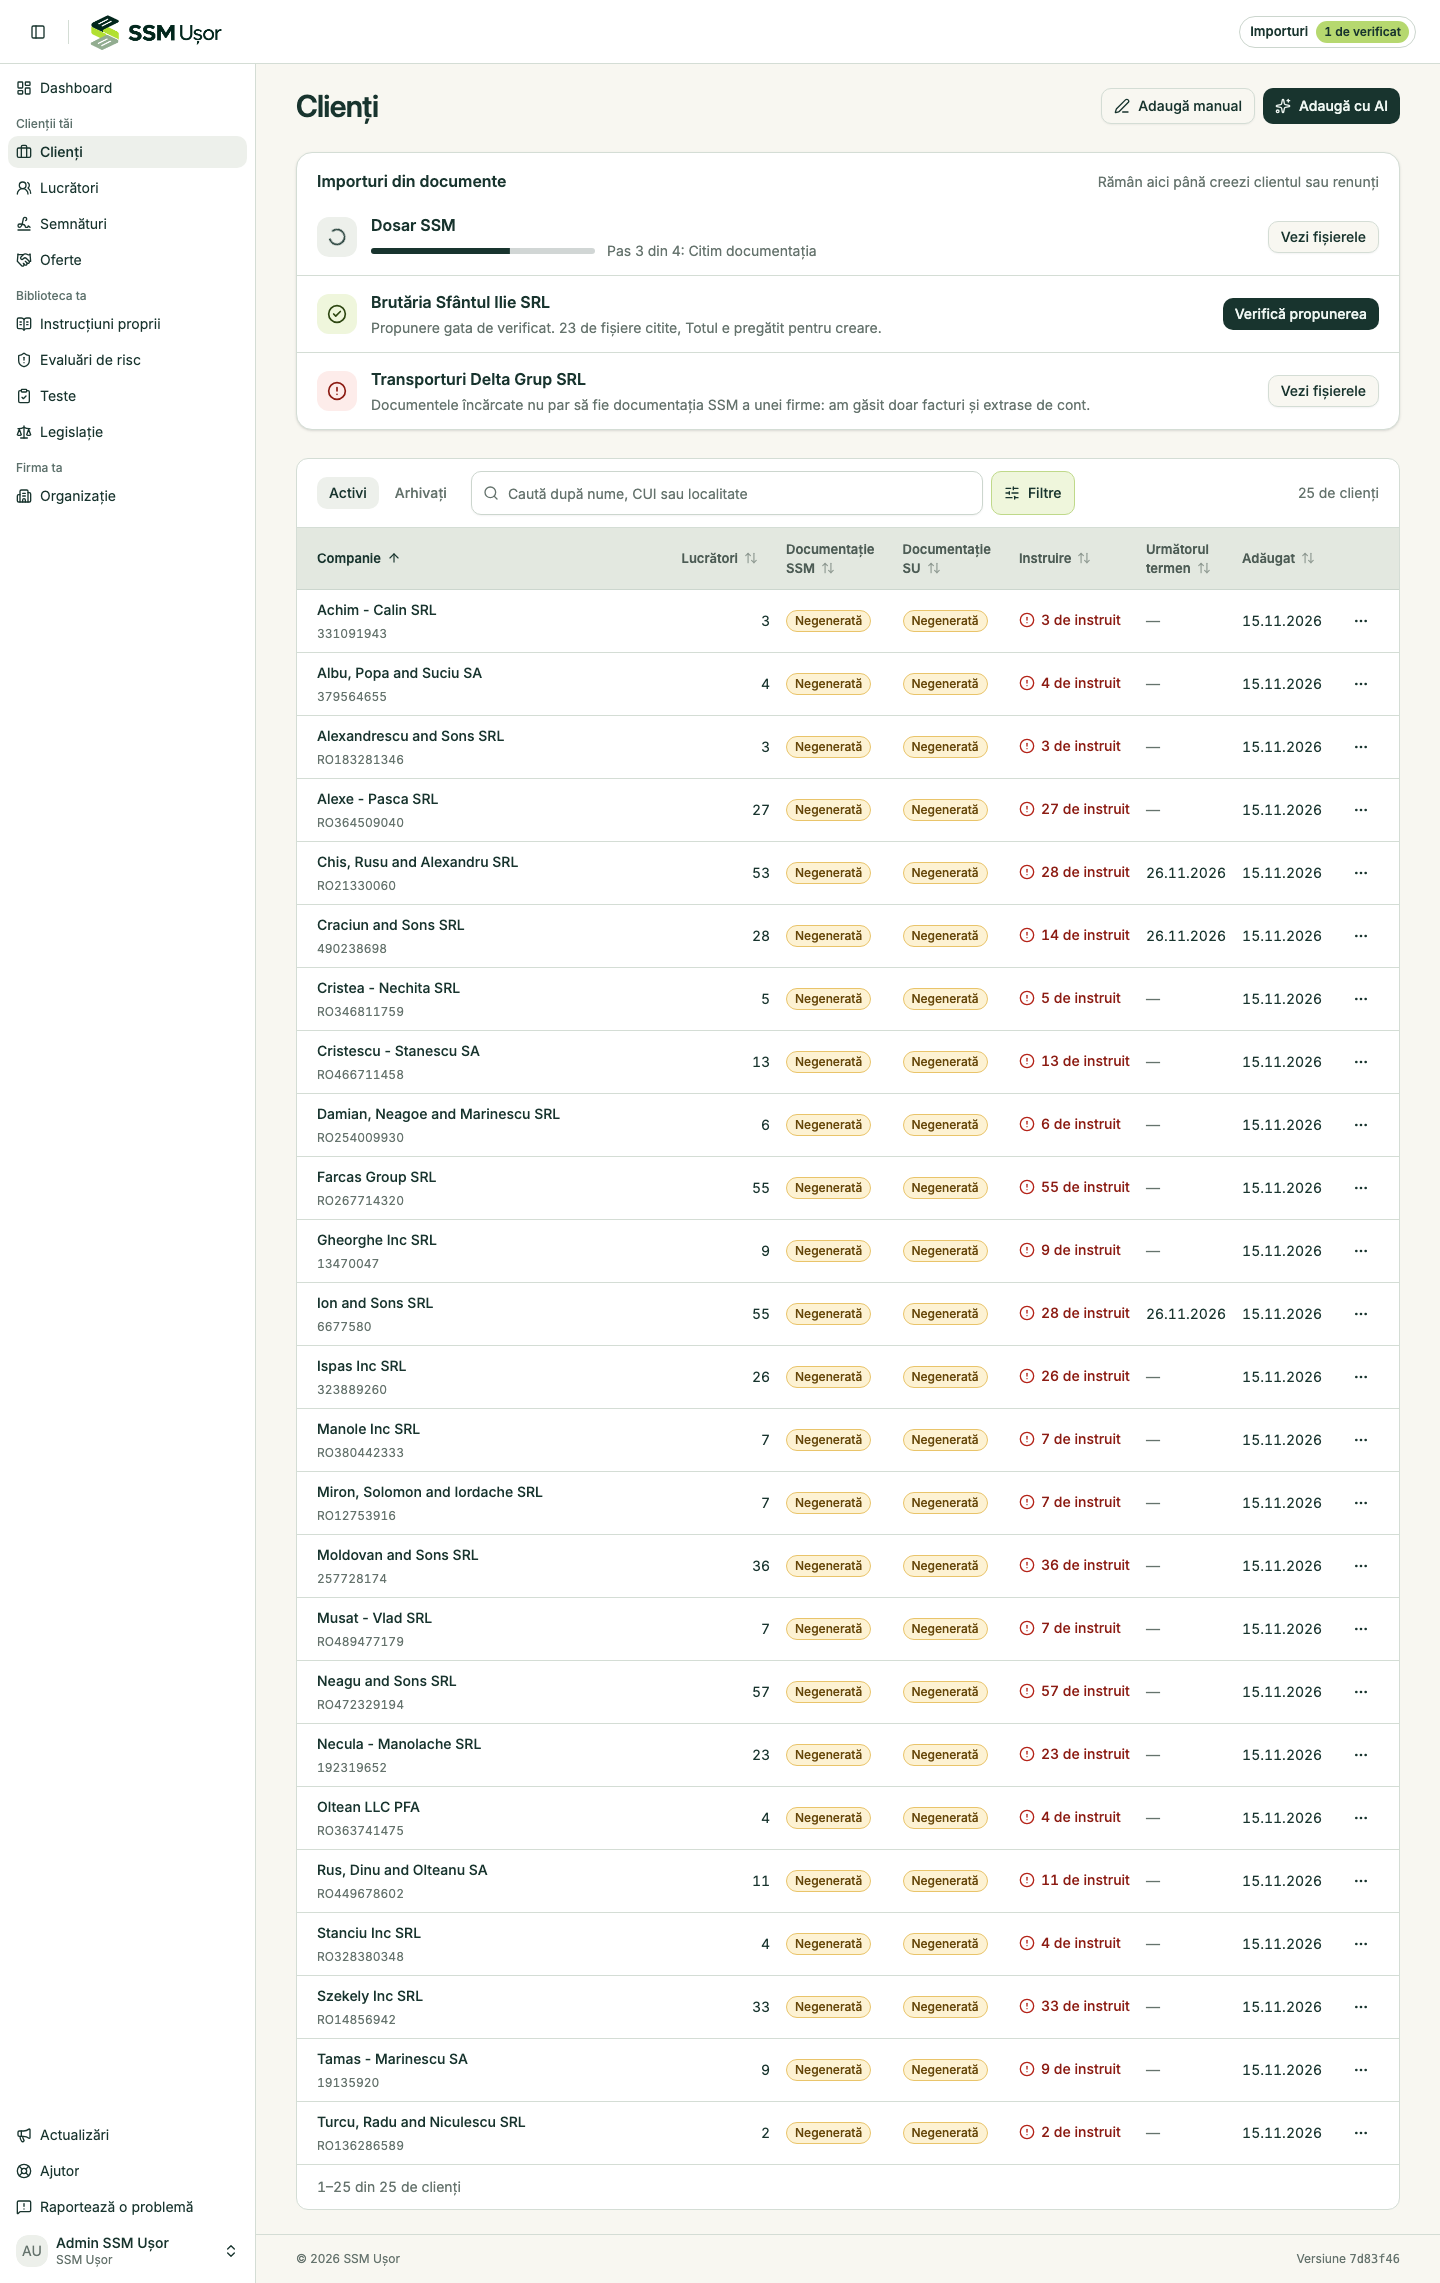 SSM Ușor
Importuri 1 de verificat
Dashboard
Clienții tăi
Clienți
Lucrători
Semnături
Oferte
Biblioteca ta
Instrucțiuni proprii
Evaluări de risc
Teste
Legislație
Firma ta
Organizație
Actualizări
Ajutor
Raportează o problemă
AU
Admin SSM Ușor
SSM Ușor
Clienți
Adaugă manual
Adaugă cu AI
Importuri din documente
Rămân aici până creezi clientul sau renunți
Dosar SSM
Pas 3 din 4: Citim documentația
Vezi fișierele
Brutăria Sfântul Ilie SRL
Propunere gata de verificat. 23 de fișiere citite, Totul e pregătit pentru creare.
Verifică propunerea
Transporturi Delta Grup SRL
Documentele încărcate nu par să fie documentația SSM a unei firme: am găsit doar facturi și extrase de cont.
Vezi fișierele
Activi
Arhivați
Caută după nume, CUI sau localitate
Filtre
25 de clienți
Companie
Lucrători
Documentație SSM
Documentație SU
Instruire
Următorul termen
Adăugat
Achim - Calin SRL
331091943
3 Negenerată Negenerată 3 de instruit — 15.11.2026
Albu, Popa and Suciu SA
379564655
4 Negenerată Negenerată 4 de instruit — 15.11.2026
Alexandrescu and Sons SRL
RO183281346
3 Negenerată Negenerată 3 de instruit — 15.11.2026
Alexe - Pasca SRL
RO364509040
27 Negenerată Negenerată 27 de instruit — 15.11.2026
Chis, Rusu and Alexandru SRL
RO21330060
53 Negenerată Negenerată 28 de instruit 26.11.2026 15.11.2026
Craciun and Sons SRL
490238698
28 Negenerată Negenerată 14 de instruit 26.11.2026 15.11.2026
Cristea - Nechita SRL
RO346811759
5 Negenerată Negenerată 5 de instruit — 15.11.2026
Cristescu - Stanescu SA
RO466711458
13 Negenerată Negenerată 13 de instruit — 15.11.2026
Damian, Neagoe and Marinescu SRL
RO254009930
6 Negenerată Negenerată 6 de instruit — 15.11.2026
Farcas Group SRL
RO267714320
55 Negenerată Negenerată 55 de instruit — 15.11.2026
Gheorghe Inc SRL
13470047
9 Negenerată Negenerată 9 de instruit — 15.11.2026
Ion and Sons SRL
6677580
55 Negenerată Negenerată 28 de instruit 26.11.2026 15.11.2026
Ispas Inc SRL
323889260
26 Negenerată Negenerată 26 de instruit — 15.11.2026
Manole Inc SRL
RO380442333
7 Negenerată Negenerată 7 de instruit — 15.11.2026
Miron, Solomon and Iordache SRL
RO12753916
7 Negenerată Negenerată 7 de instruit — 15.11.2026
Moldovan and Sons SRL
257728174
36 Negenerată Negenerată 36 de instruit — 15.11.2026
Musat - Vlad SRL
RO489477179
7 Negenerată Negenerată 7 de instruit — 15.11.2026
Neagu and Sons SRL
RO472329194
57 Negenerată Negenerată 57 de instruit — 15.11.2026
Necula - Manolache SRL
192319652
23 Negenerată Negenerată 23 de instruit — 15.11.2026
Oltean LLC PFA
RO363741475
4 Negenerată Negenerată 4 de instruit — 15.11.2026
Rus, Dinu and Olteanu SA
RO449678602
11 Negenerată Negenerată 11 de instruit — 15.11.2026
Stanciu Inc SRL
RO328380348
4 Negenerată Negenerată 4 de instruit — 15.11.2026
Szekely Inc SRL
RO14856942
33 Negenerată Negenerată 33 de instruit — 15.11.2026
Tamas - Marinescu SA
19135920
9 Negenerată Negenerată 9 de instruit — 15.11.2026
Turcu, Radu and Niculescu SRL
RO136286589
2 Negenerată Negenerată 2 de instruit — 15.11.2026
1–25 din 25 de clienți
© 2026 SSM Ușor
Versiune 7d83f46